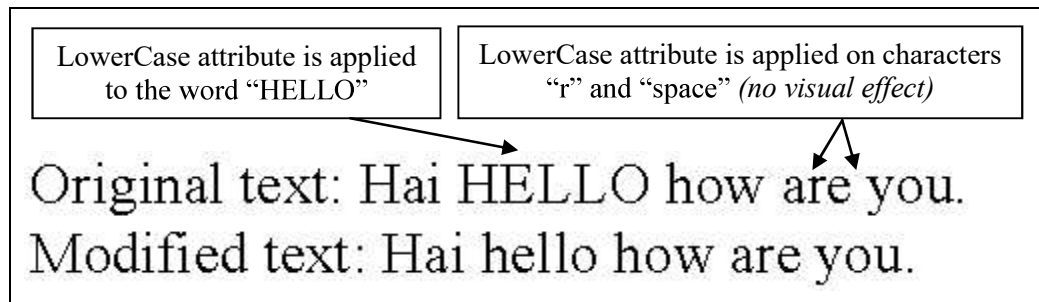 LowerCase attribute is applied
to the word “HELLO”
LowerCase attribute is applied on characters
“r” and “space” (no visual effect)
Original text: Hai HELLO how are you.
Modified text: Hai hello how are you.